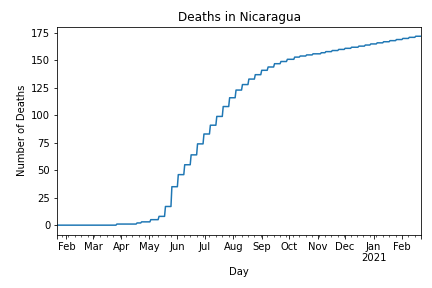 Deaths in Nicaragua
175
150
125
100
75
50
25
0
Number of Deaths
Feb Mar Apr May Jun Jul Aug Sep Oct Nov Dec Jan Feb
2021
Day